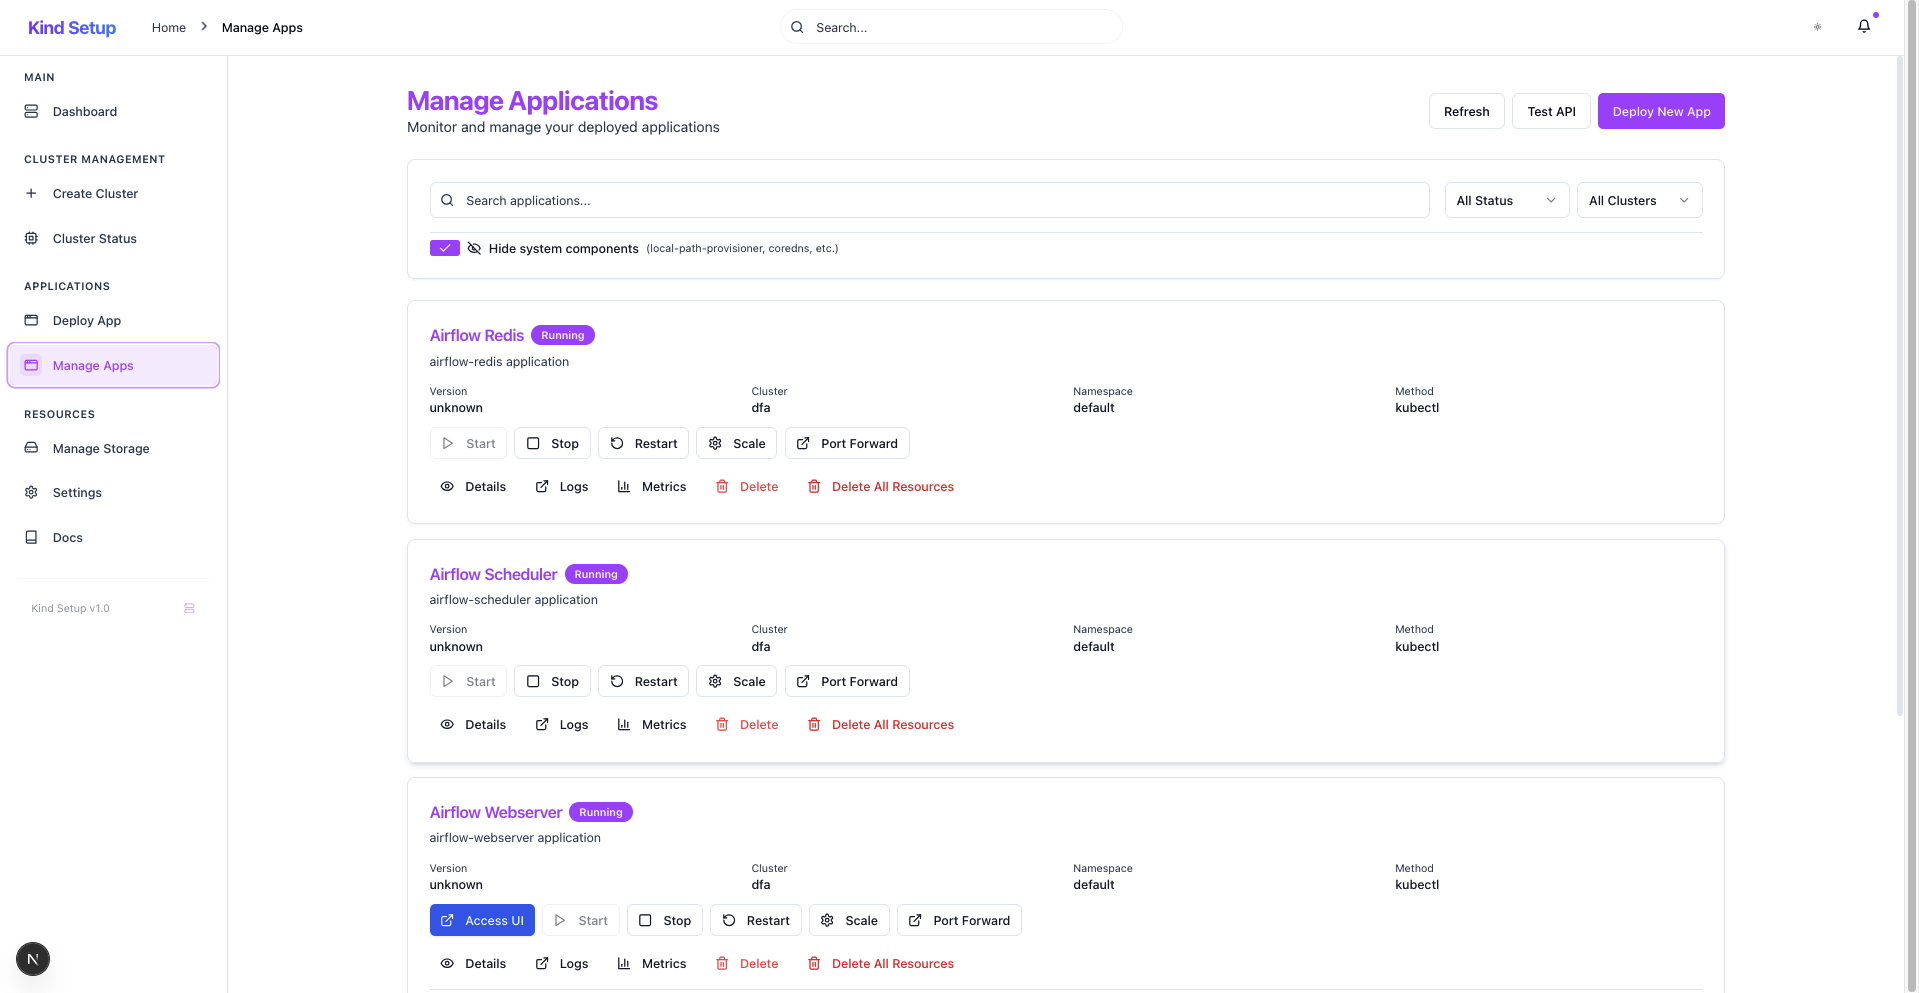 Kind Setup
Home > Manage Apps
Search...
MAIN
Dashboard
CLUSTER MANAGEMENT
Create Cluster
Cluster Status
APPLICATIONS
Deploy App
Manage Apps
RESOURCES
Manage Storage
Settings
Docs
Kind Setup v1.0
N
Manage Applications
Monitor and manage your deployed applications
Refresh Test API Deploy New App
Search applications... All Status All Clusters
Hide system components (local-path-provisioner, coredns, etc.)
Airflow Redis Running
airflow-redis application
Version Cluster Namespace Method
unknown dfa default kubectl
Start Stop Restart Scale Port Forward
Details Logs Metrics Delete Delete All Resources
Airflow Scheduler Running
airflow-scheduler application
Version Cluster Namespace Method
unknown dfa default kubectl
Start Stop Restart Scale Port Forward
Details Logs Metrics Delete Delete All Resources
Airflow Webserver Running
airflow-webserver application
Version Cluster Namespace Method
unknown dfa default kubectl
Access UI Start Stop Restart Scale Port Forward
Details Logs Metrics Delete Delete All Resources